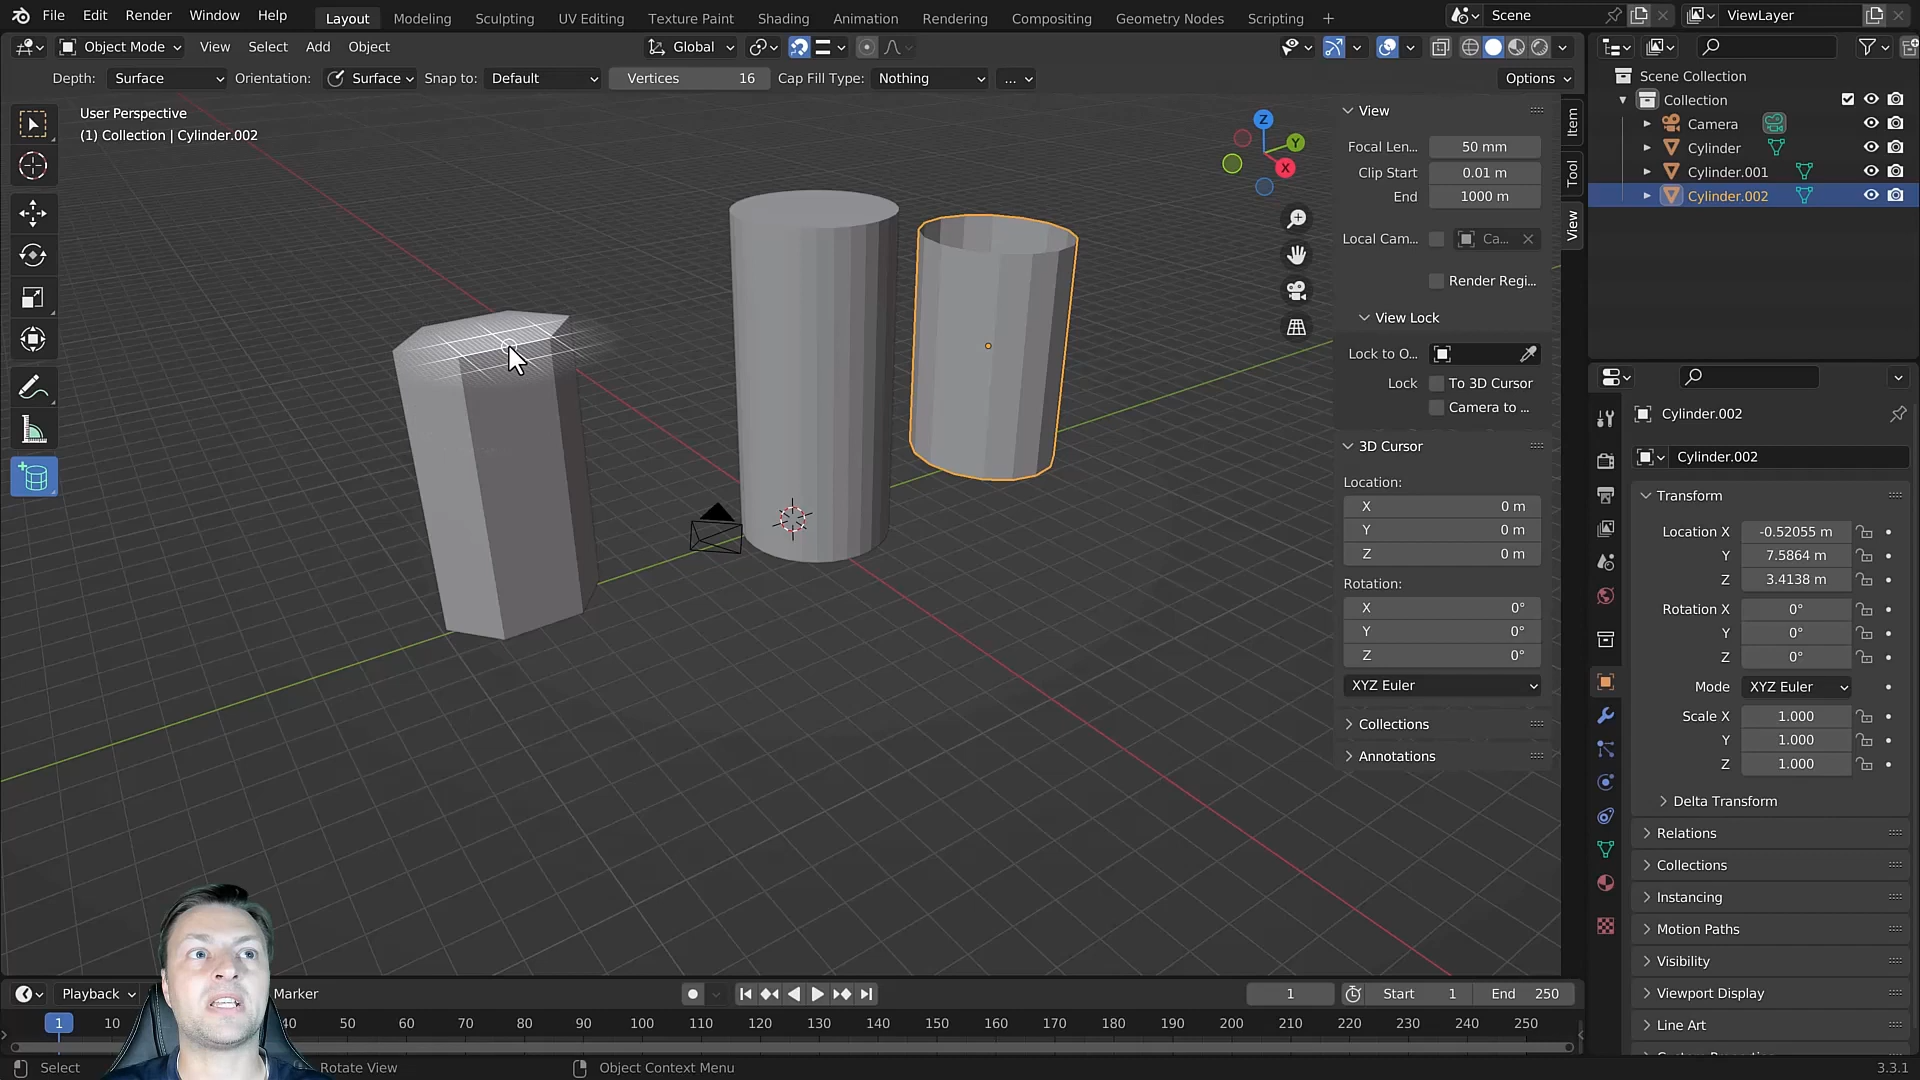 File Edit Render Window Help Layout Modeling Sculpting UV Editing Texture Paint Shading Animation Rendering Compositing Geometry Nodes Scripting + Scene ViewLayer
Object Mode View Select Add Object Global
Depth: Surface Orientation: Surface Snap to: Default Vertices 16 Cap Fill Type: Nothing ... Options
User Perspective
(1) Collection | Cylinder.002
Z
Y
X
View
Focal Len... 50 mm
Clip Start 0.01 m
End 1000 m
Local Cam... Ca...
Render Regi...
View Lock
Lock to O...
Lock To 3D Cursor
Camera to ...
3D Cursor
Location:
X 0 m
Y 0 m
Z 0 m
Rotation:
X 0°
Y 0°
Z 0°
XYZ Euler
Collections
Annotations
Item
Tool
View
Scene Collection
Collection
Camera
Cylinder
Cylinder.001
Cylinder.002
Cylinder.002
Cylinder.002
Transform
Location X -0.52055 m
Y 7.5864 m
Z 3.4138 m
Rotation X 0°
Y 0°
Z 0°
Mode XYZ Euler
Scale X 1.000
Y 1.000
Z 1.000
Delta Transform
Relations
Collections
Instancing
Motion Paths
Visibility
Viewport Display
Line Art
Playback Marker 1 Start 1 End 250
1 10 40 50 60 70 80 90 100 110 120 130 140 150 160 170 180 190 200 210 220 230 240 250
Select Rotate View Object Context Menu 3.3.1